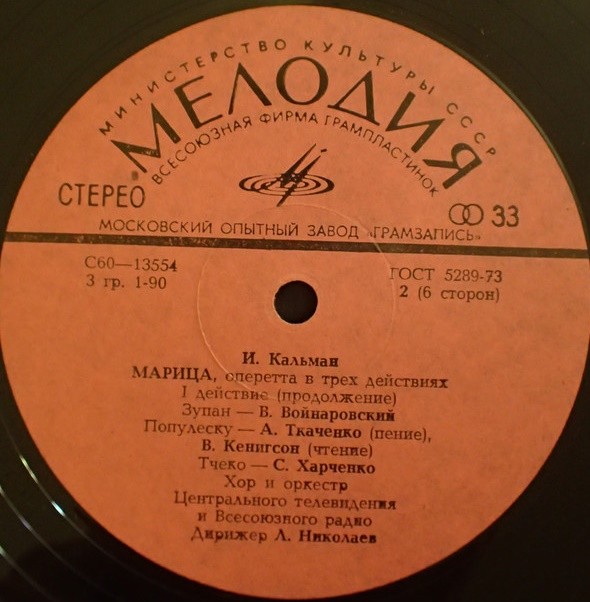 МИНИСТЕРСТВО КУЛЬТУРЫ СССР
МЕЛОДИЯ
ВСЕСОЮЗНАЯ ФИРМА ГРАМПЛАСТИНОК
СТЕРЕО
33
МОСКОВСКИЙ ОПЫТНЫЙ ЗАВОД «ГРАМЗАПИСЬ»
С60—13554
ГОСТ 5289-73
3 гр. 1-90
2 (6 сторон)
И. Кальман
МАРИЦА, оперетта в трех действиях
I действие (продолжение)
Зупан — В. Войнаровский
Популеску — А. Ткаченко (пение),
В. Кенигсон (чтение)
Тчеко — С. Харченко
Хор и оркестр
Центрального телевидения
и Всесоюзного радио
Дирижер Л. Николаев